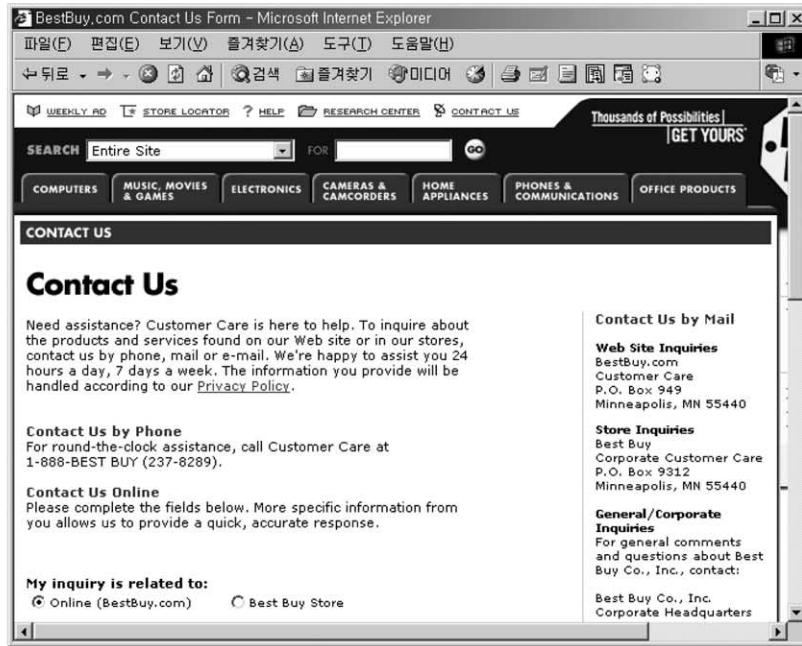 BestBuy.com Contact Us Form - Microsoft Internet Explorer
파일(F) 편집(E) 보기(V) 즐겨찾기(A) 도구(T) 도움말(H)
뒤로 검색 즐겨찾기 미디어
WEEKLY AD STORE LOCATOR ? HELP RESEARCH CENTER CONTACT US
Thousands of Possibilities
GET YOURS
SEARCH Entire Site FOR GO
COMPUTERS
MUSIC, MOVIES
& GAMES
ELECTRONICS
CAMERAS &
CAMCORDERS
HOME
APPLIANCES
PHONES &
COMMUNICATIONS
OFFICE PRODUCTS
CONTACT US
Contact Us
Need assistance? Customer Care is here to help. To inquire about
the products and services found on our Web site or in our stores,
contact us by phone, mail or e-mail. We're happy to assist you 24
hours a day, 7 days a week. The information you provide will be
handled according to our Privacy Policy.
Contact Us by Phone
For round-the-clock assistance, call Customer Care at
1-888-BEST BUY (237-8289).
Contact Us Online
Please complete the fields below. More specific information from
you allows us to provide a quick, accurate response.
My inquiry is related to:
Online (BestBuy.com) Best Buy Store
Contact Us by Mail
Web Site Inquiries
BestBuy.com
Customer Care
P.O. Box 949
Minneapolis, MN 55440
Store Inquiries
Best Buy
Corporate Customer Care
P.O. Box 9312
Minneapolis, MN 55440
General/Corporate
Inquiries
For general comments
and questions about Best
Buy Co., Inc., contact:
Best Buy Co., Inc.
Corporate Headquarters